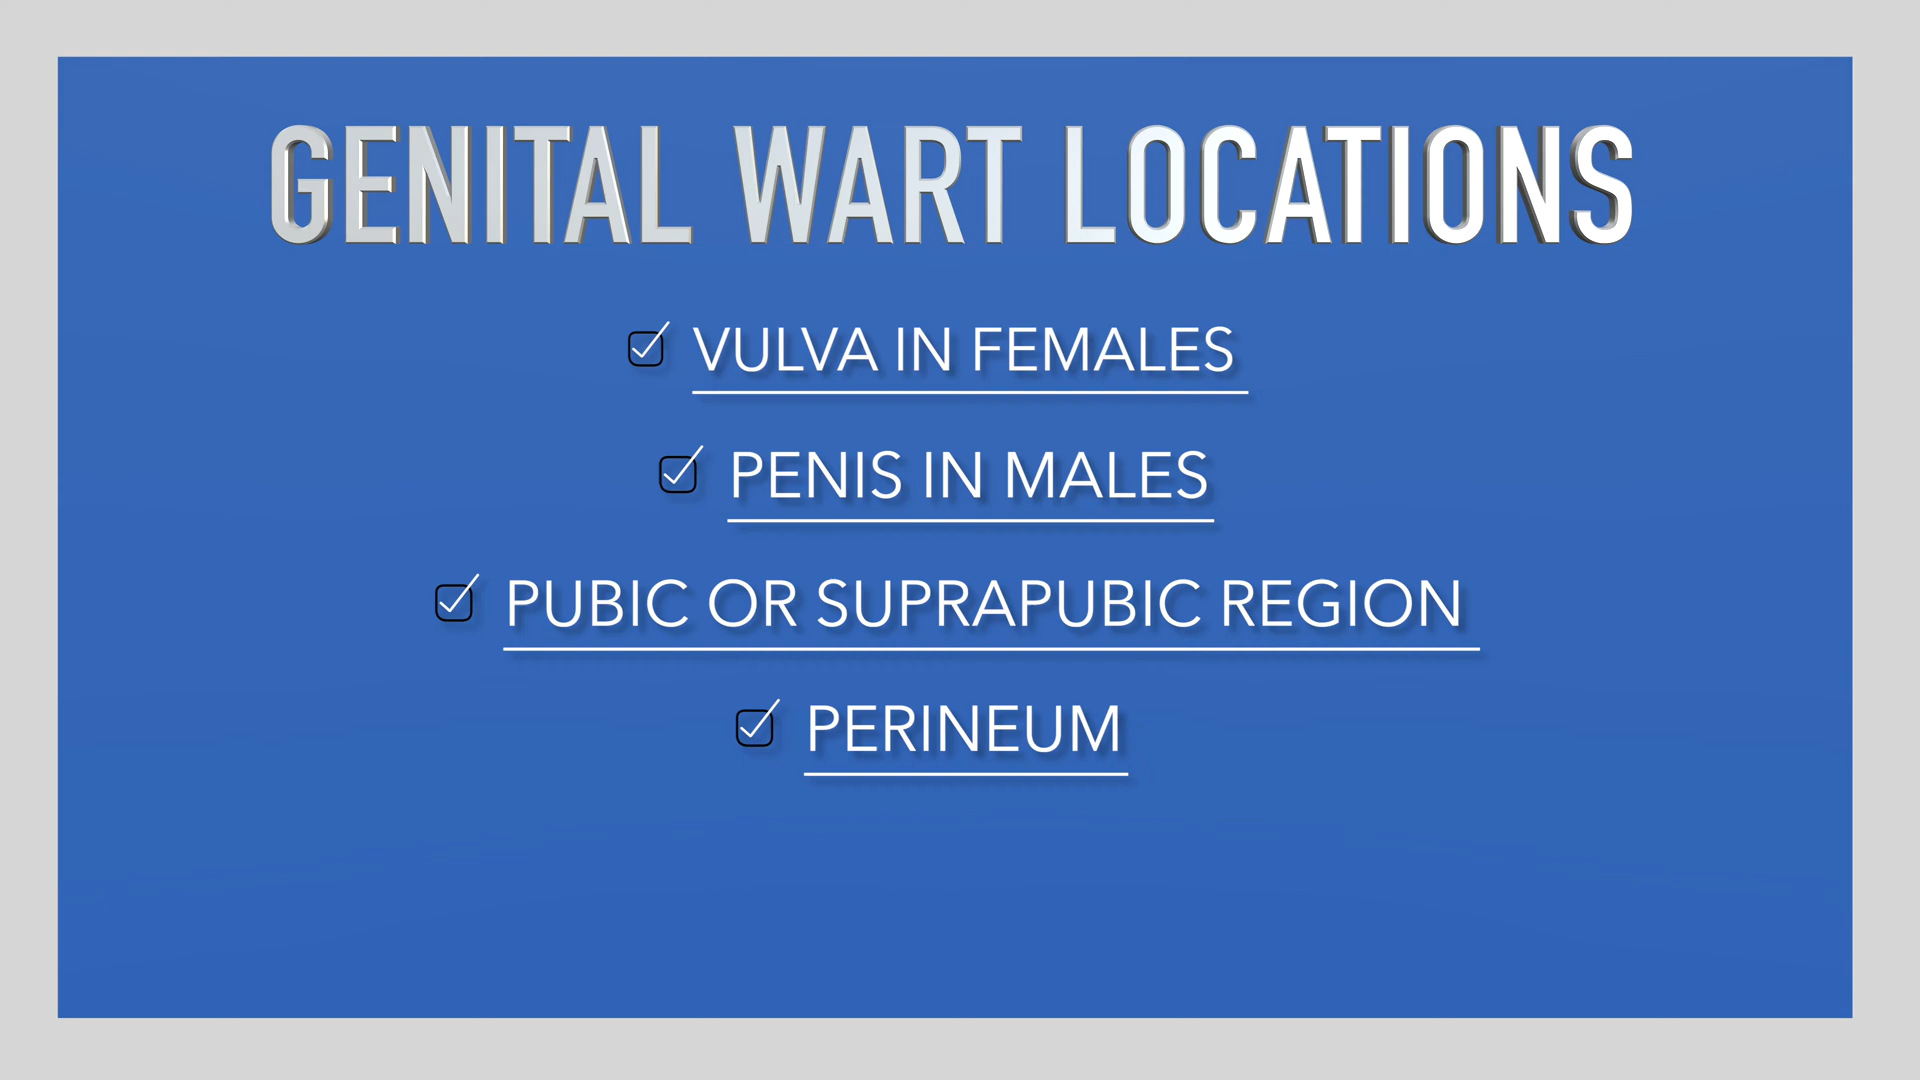 GENITAL WART LOCATIONS
VULVA IN FEMALES
PENIS IN MALES
PUBIC OR SUPRAPUBIC REGION
PERINEUM